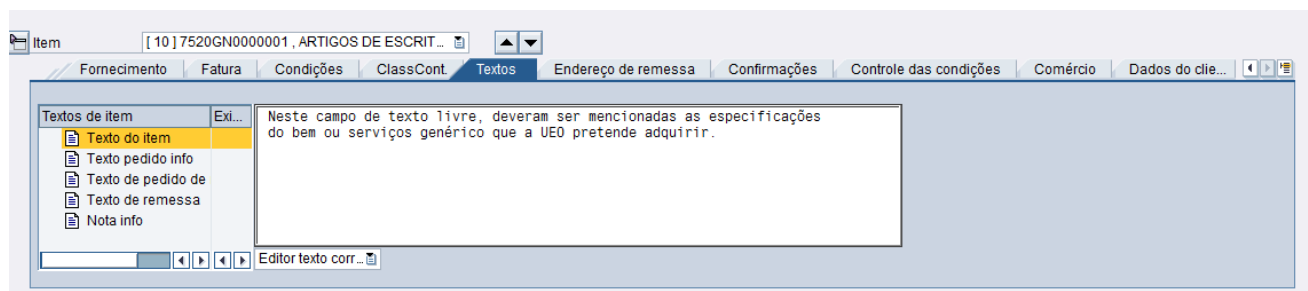 Item [ 10 ] 7520GN0000001 , ARTIGOS DE ESCRIT...
Fornecimento Fatura Condições ClassCont. Textos Endereço de remessa Confirmações Controle das condições Comércio Dados do clie...
Textos de item Exi...
Texto do item
Texto pedido info
Texto de pedido de
Texto de remessa
Nota info
Neste campo de texto livre, deveram ser mencionadas as especificações
do bem ou serviços genérico que a UEO pretende adquirir.
Editor texto corr...